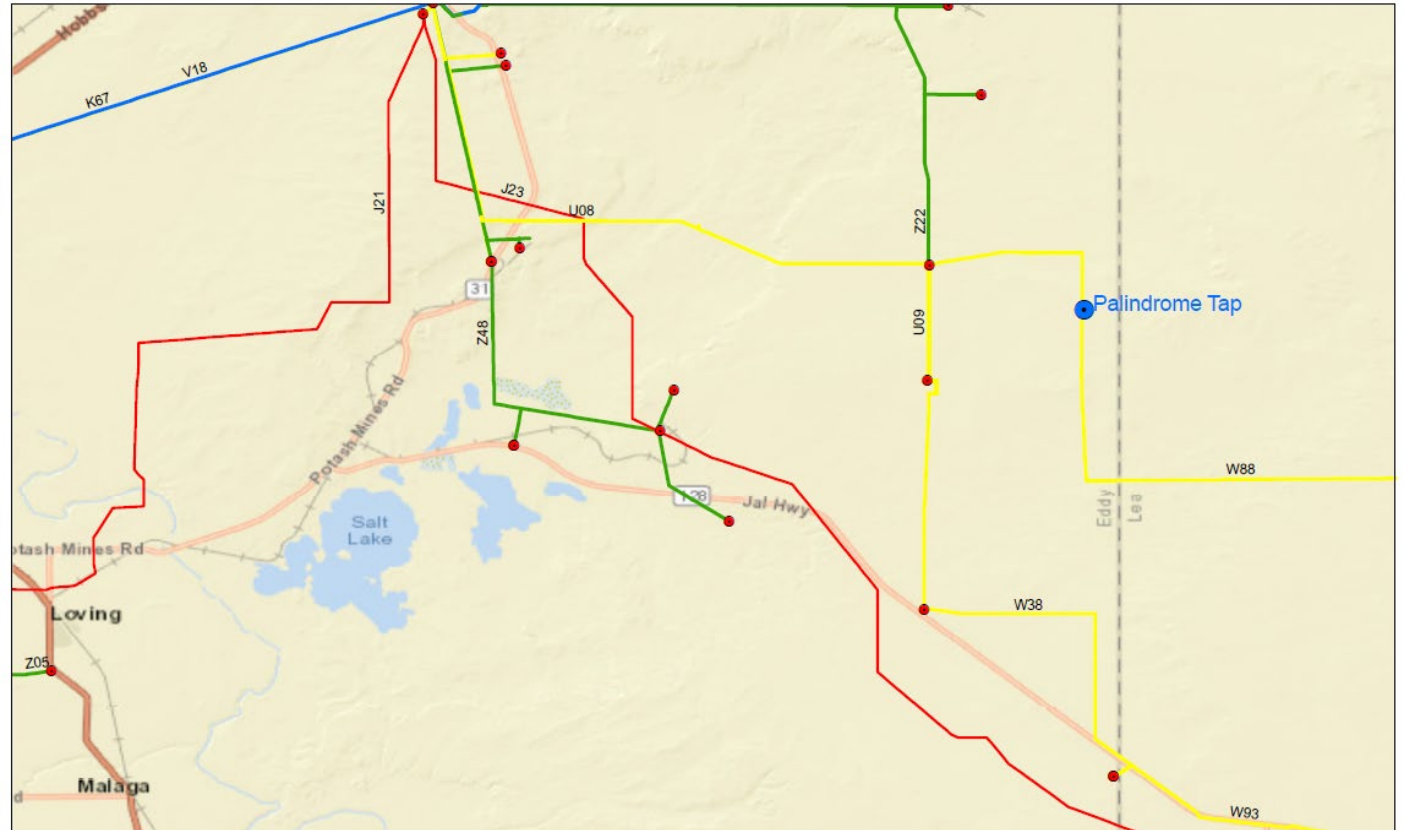 Hobbs
V18
K67
J21
J23
U08
Z22
31
Z48
U09
Palindrome Tap
Potash Mines Rd
W88
128
Jal Hwy
Eddy
Lea
Salt
Lake
otash Mines Rd
Loving
W38
Z05
Malaga
d
W93